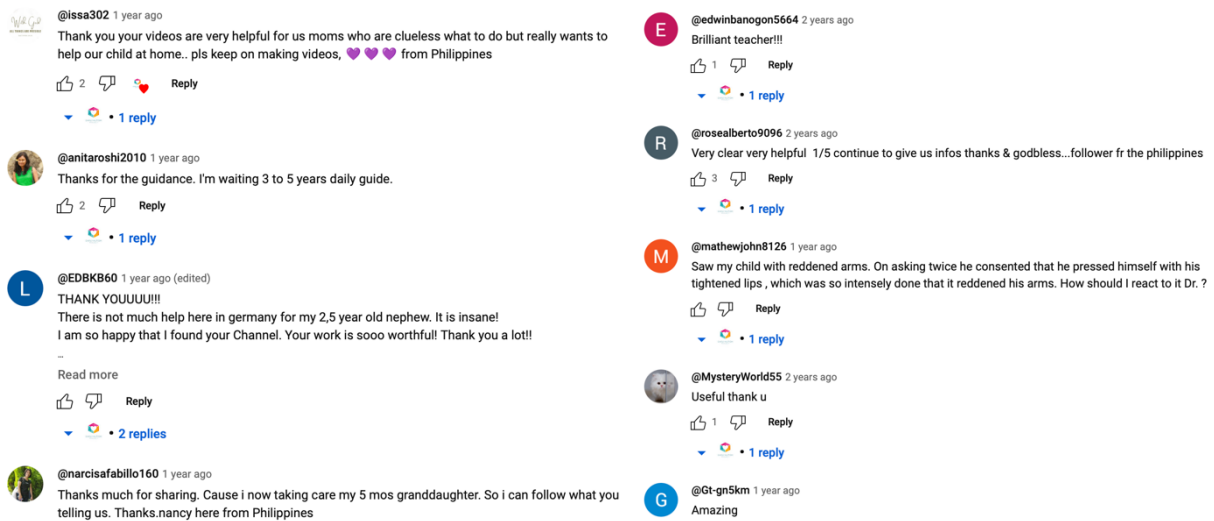 @issa302 1 year ago
Thank you your videos are very helpful for us moms who are clueless what to do but really wants to
help our child at home.. pls keep on making videos, 💜 💜 💜 from Philippines
2 Reply
• 1 reply
@anitaroshi2010 1 year ago
Thanks for the guidance. I'm waiting 3 to 5 years daily guide.
2 Reply
• 1 reply
L
@EDBKB60 1 year ago (edited)
THANK YOUUUU!!!
There is not much help here in germany for my 2,5 year old nephew. It is insane!
I am so happy that I found your Channel. Your work is sooo worthful! Thank you a lot!!
..
Read more
Reply
• 2 replies
@narcisafabillo160 1 year ago
Thanks much for sharing. Cause i now taking care my 5 mos granddaughter. So i can follow what you
telling us. Thanks.nancy here from Philippines
E
@edwinbanogon5664 2 years ago
Brilliant teacher!!!
1 Reply
• 1 reply
R
@rosealberto9096 2 years ago
Very clear very helpful 1/5 continue to give us infos thanks & godbless...follower fr the philippines
3 Reply
• 1 reply
M
@mathewjohn8126 1 year ago
Saw my child with reddened arms. On asking twice he consented that he pressed himself with his
tightened lips , which was so intensely done that it reddened his arms. How should I react to it Dr. ?
Reply
• 1 reply
@MysteryWorld55 2 years ago
Useful thank u
1 Reply
• 1 reply
G
@Gt-gn5km 1 year ago
Amazing